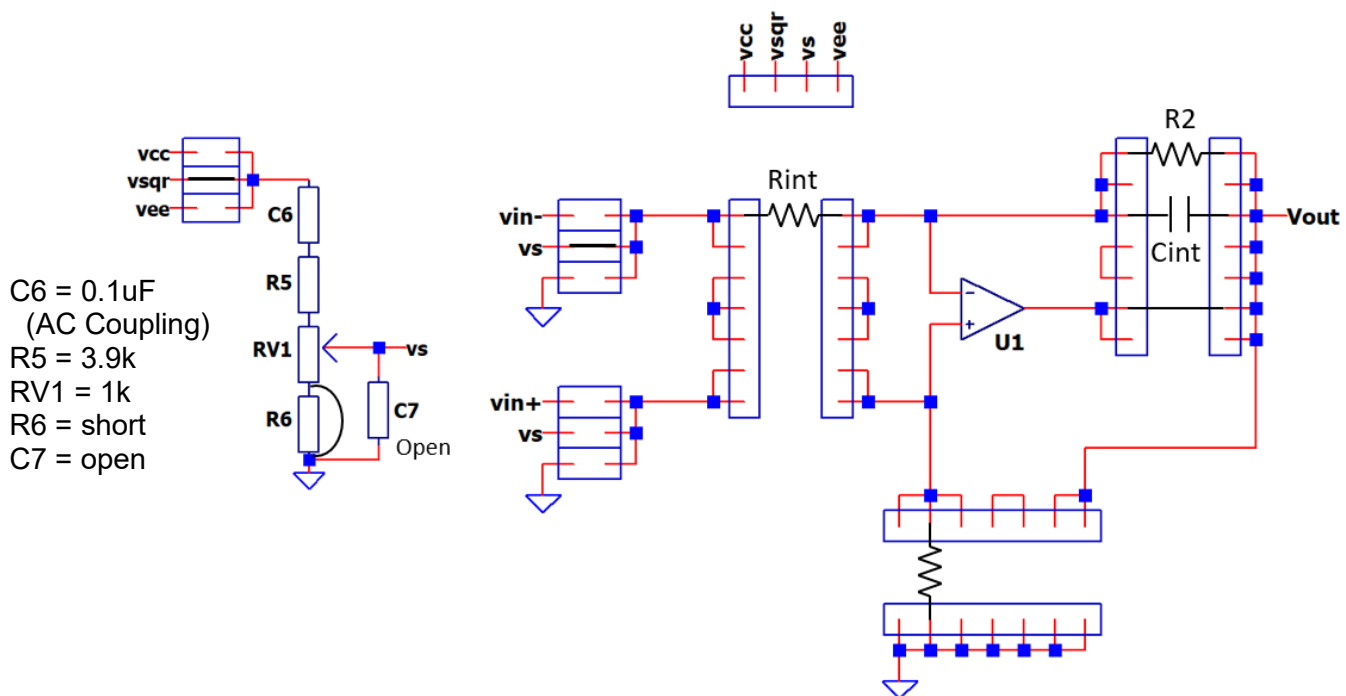 vcc
vsqr
vs
vee
R2
vcc
vsqr
vee
Rint
C6
vin-
vs
Vout
Cint
R5
C6 = 0.1uF
(AC Coupling)
R5 = 3.9k
RV1 = 1k
R6 = short
C7 = open
RV1
vs
-
+
U1
R6
C7
Open
vin+
vs